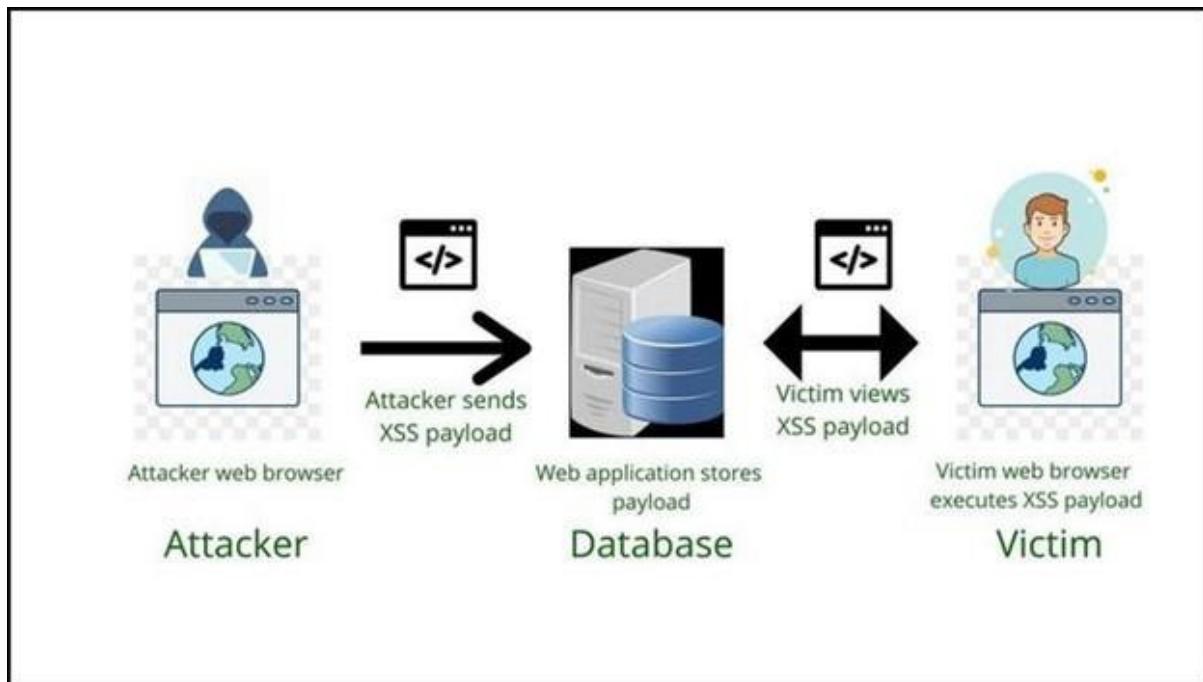 </>
</>
Attacker sends
XSS payload
Victim views
XSS payload
Attacker web browser
Web application stores
payload
Victim web browser
executes XSS payload
Attacker
Database
Victim